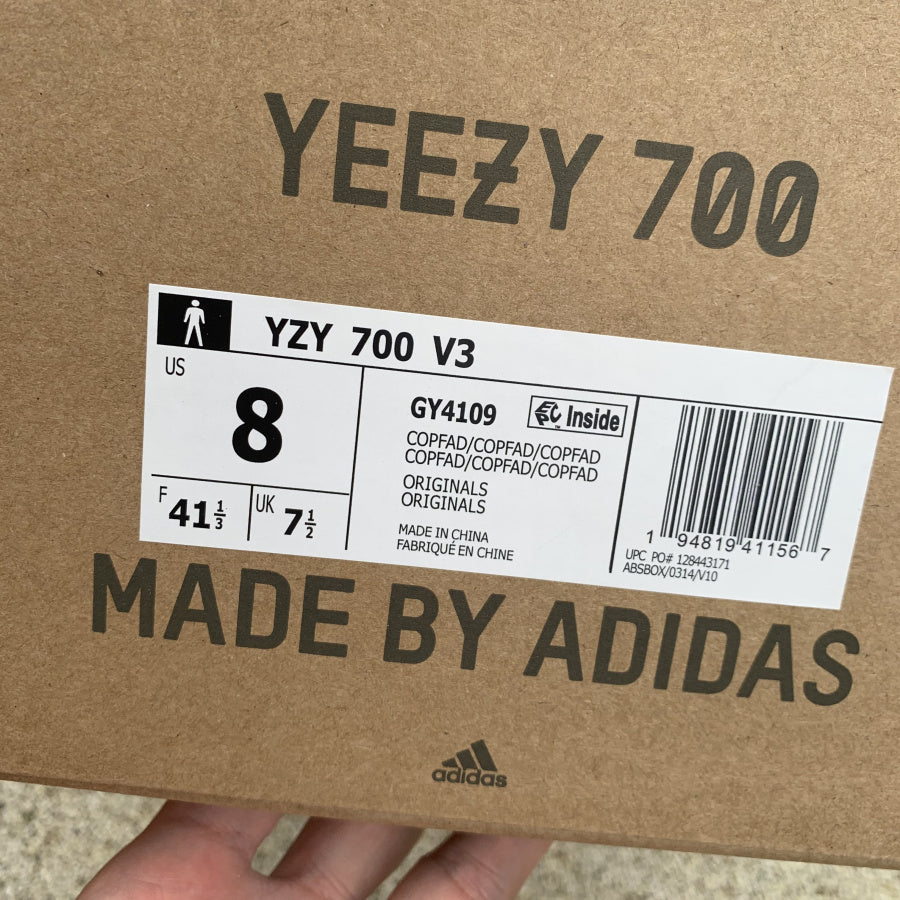 YEEZY 700
YZY 700 V3
US
8
F 41 1/3
UK 7 1/2
GY4109
EPC™ Inside
COPFAD/COPFAD/COPFAD
COPFAD/COPFAD/COPFAD
ORIGINALS
ORIGINALS
MADE IN CHINA
FABRIQUÉ EN CHINE
1 94819 41156 7
UPC PO# 128443171
ABSBOX/0314/V10
MADE BY ADIDAS
adidas